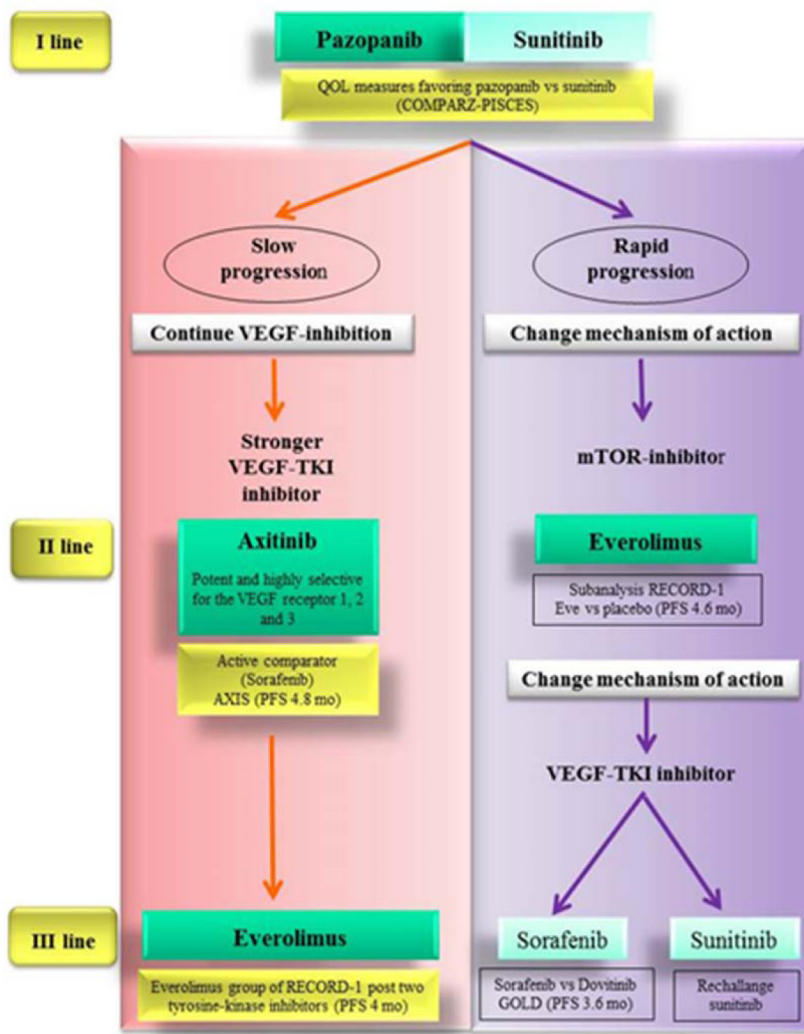 I line
Pazopanib
Sunitinib
QOL measures favoring pazopanib vs sunitinib
(COMPARZ-PISCES)
Slow
progression
Rapid
progression
Continue VEGF-inhibition
Change mechanism of action
Stronger
VEGF-TKI
inhibitor
mTOR-inhibitor
II line
Axitinib
Potent and highly selective
for the VEGF receptor 1, 2
and 3
Everolimus
Subanalysis RECORD-1
Eve vs placebo (PFS 4.6 mo)
Active comparator
(Sorafenib)
AXIS (PFS 4.8 mo)
Change mechanism of action
VEGF-TKI inhibitor
III line
Everolimus
Everolimus group of RECORD-1 post two
tyrosine-kinase inhibitors (PFS 4 mo)
Sorafenib
Sunitinib
Sorafenib vs Dovitinib
GOLD (PFS 3.6 mo)
Rechallange
sunitinib